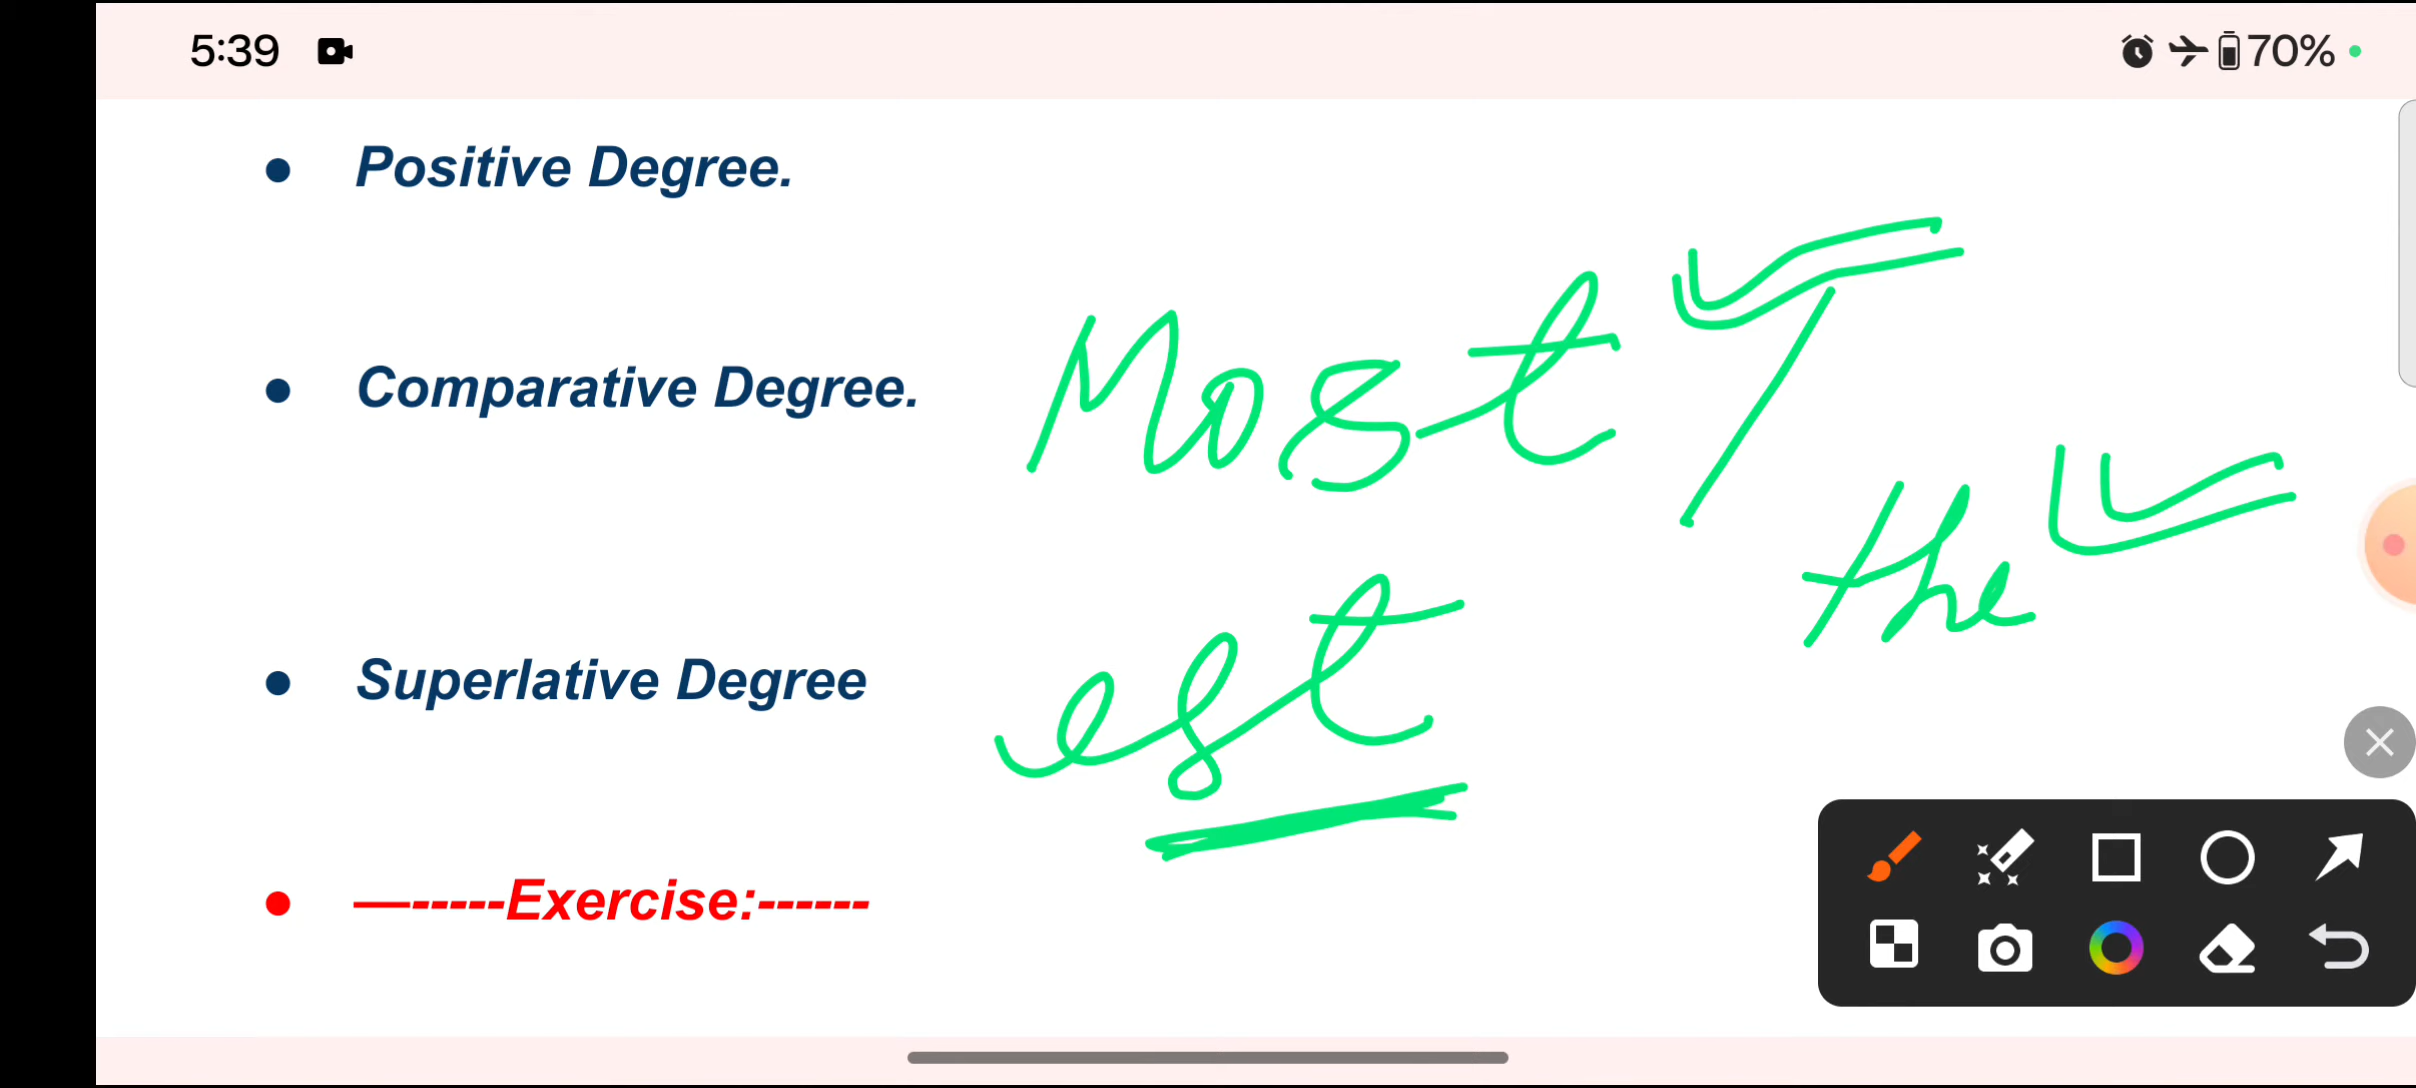 5:39 70%
• Positive Degree.
• Comparative Degree.
Most /
the
• Superlative Degree
est
• —-----Exercise:------